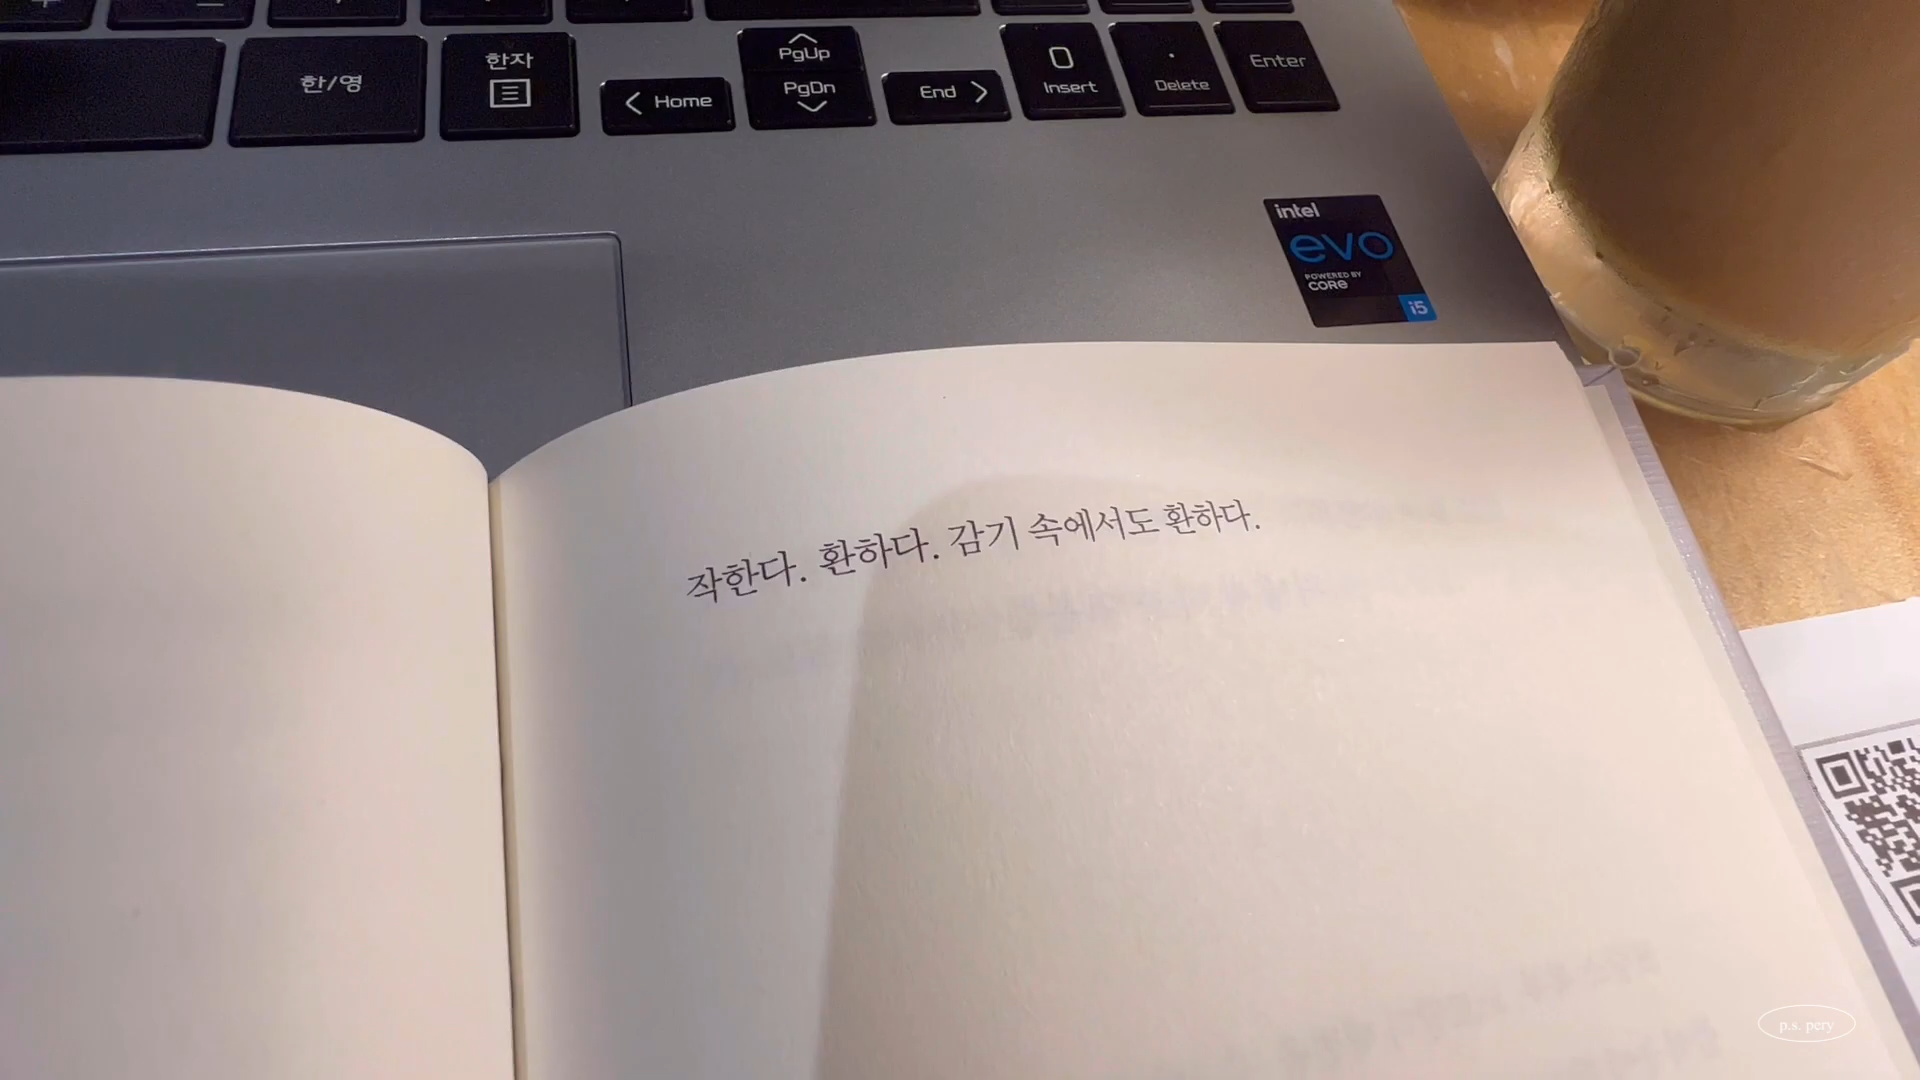 한/영
한자
PgUp
PgDn
Home
End
0
Insert
.
Delete
Enter
intel
evo
POWERED BY
CORE
i5
작한다. 환하다. 감기 속에서도 환하다.
p.s. pery